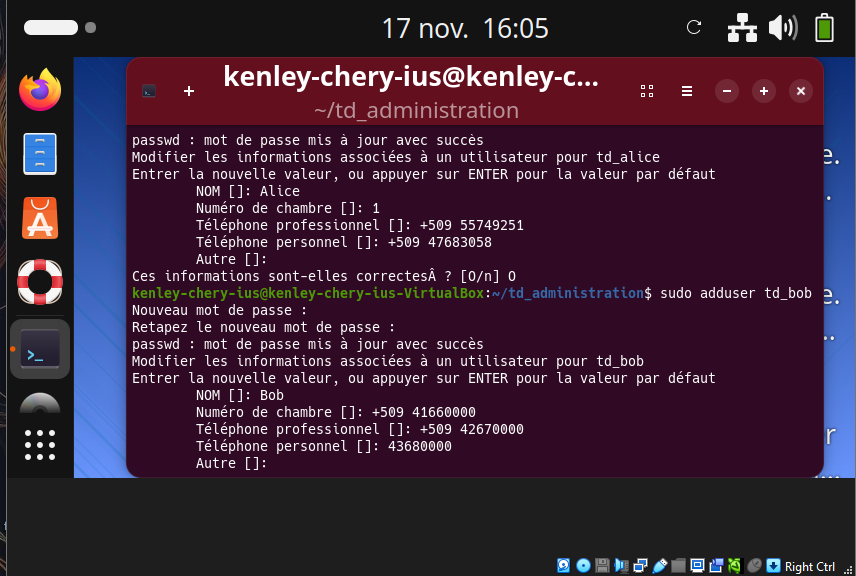 17 nov. 16:05
kenley-chery-ius@kenley-c...
~/td_administration
passwd : mot de passe mis à jour avec succès
Modifier les informations associées à un utilisateur pour td_alice
Entrer la nouvelle valeur, ou appuyer sur ENTER pour la valeur par défaut
NOM []: Alice
Numéro de chambre []: 1
Téléphone professionnel []: +509 55749251
Téléphone personnel []: +509 47683058
Autre []:
Ces informations sont-elles correctesÂ ? [O/n] O
kenley-chery-ius@kenley-chery-ius-VirtualBox:~/td_administration$ sudo adduser td_bob
Nouveau mot de passe :
Retapez le nouveau mot de passe :
passwd : mot de passe mis à jour avec succès
Modifier les informations associées à un utilisateur pour td_bob
Entrer la nouvelle valeur, ou appuyer sur ENTER pour la valeur par défaut
NOM []: Bob
Numéro de chambre []: +509 41660000
Téléphone professionnel []: +509 42670000
Téléphone personnel []: 43680000
Autre []:
Right Ctrl